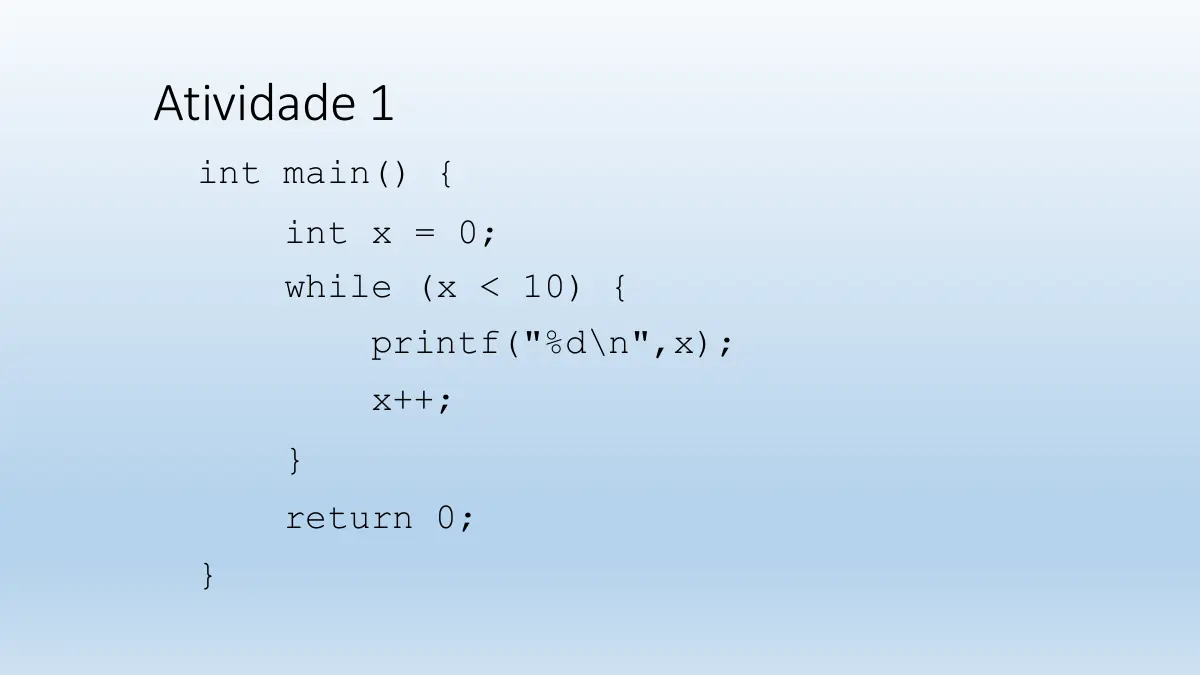 Atividade 1
int main() {
int x = 0;
while (x < 10) {
printf("%d\n",x);
x++;
}
return 0;
}